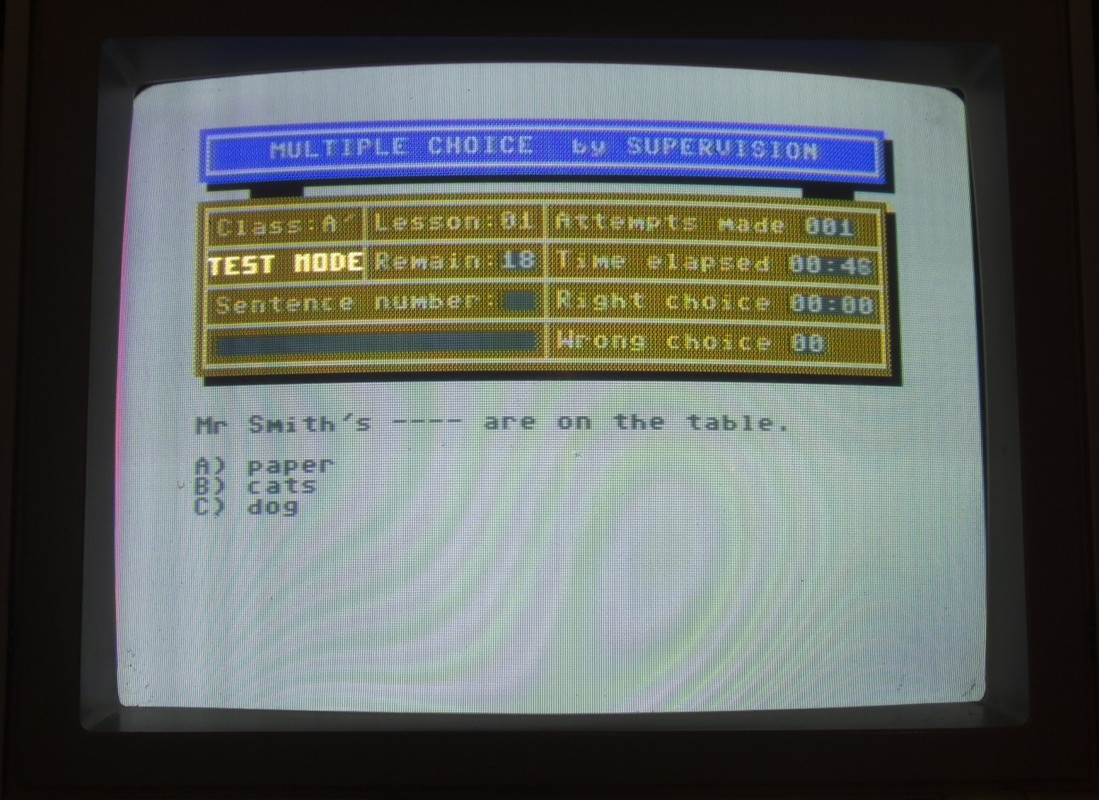 MULTIPLE CHOICE by SUPERVISION
Class:A' Lesson:01 Attempts made 001
TEST MODE Remain:18 Time elapsed 00:46
Sentence number: Right choice 00:00
Wrong choice 00
Mr Smith's ---- are on the table.
A) paper
B) cats
C) dog